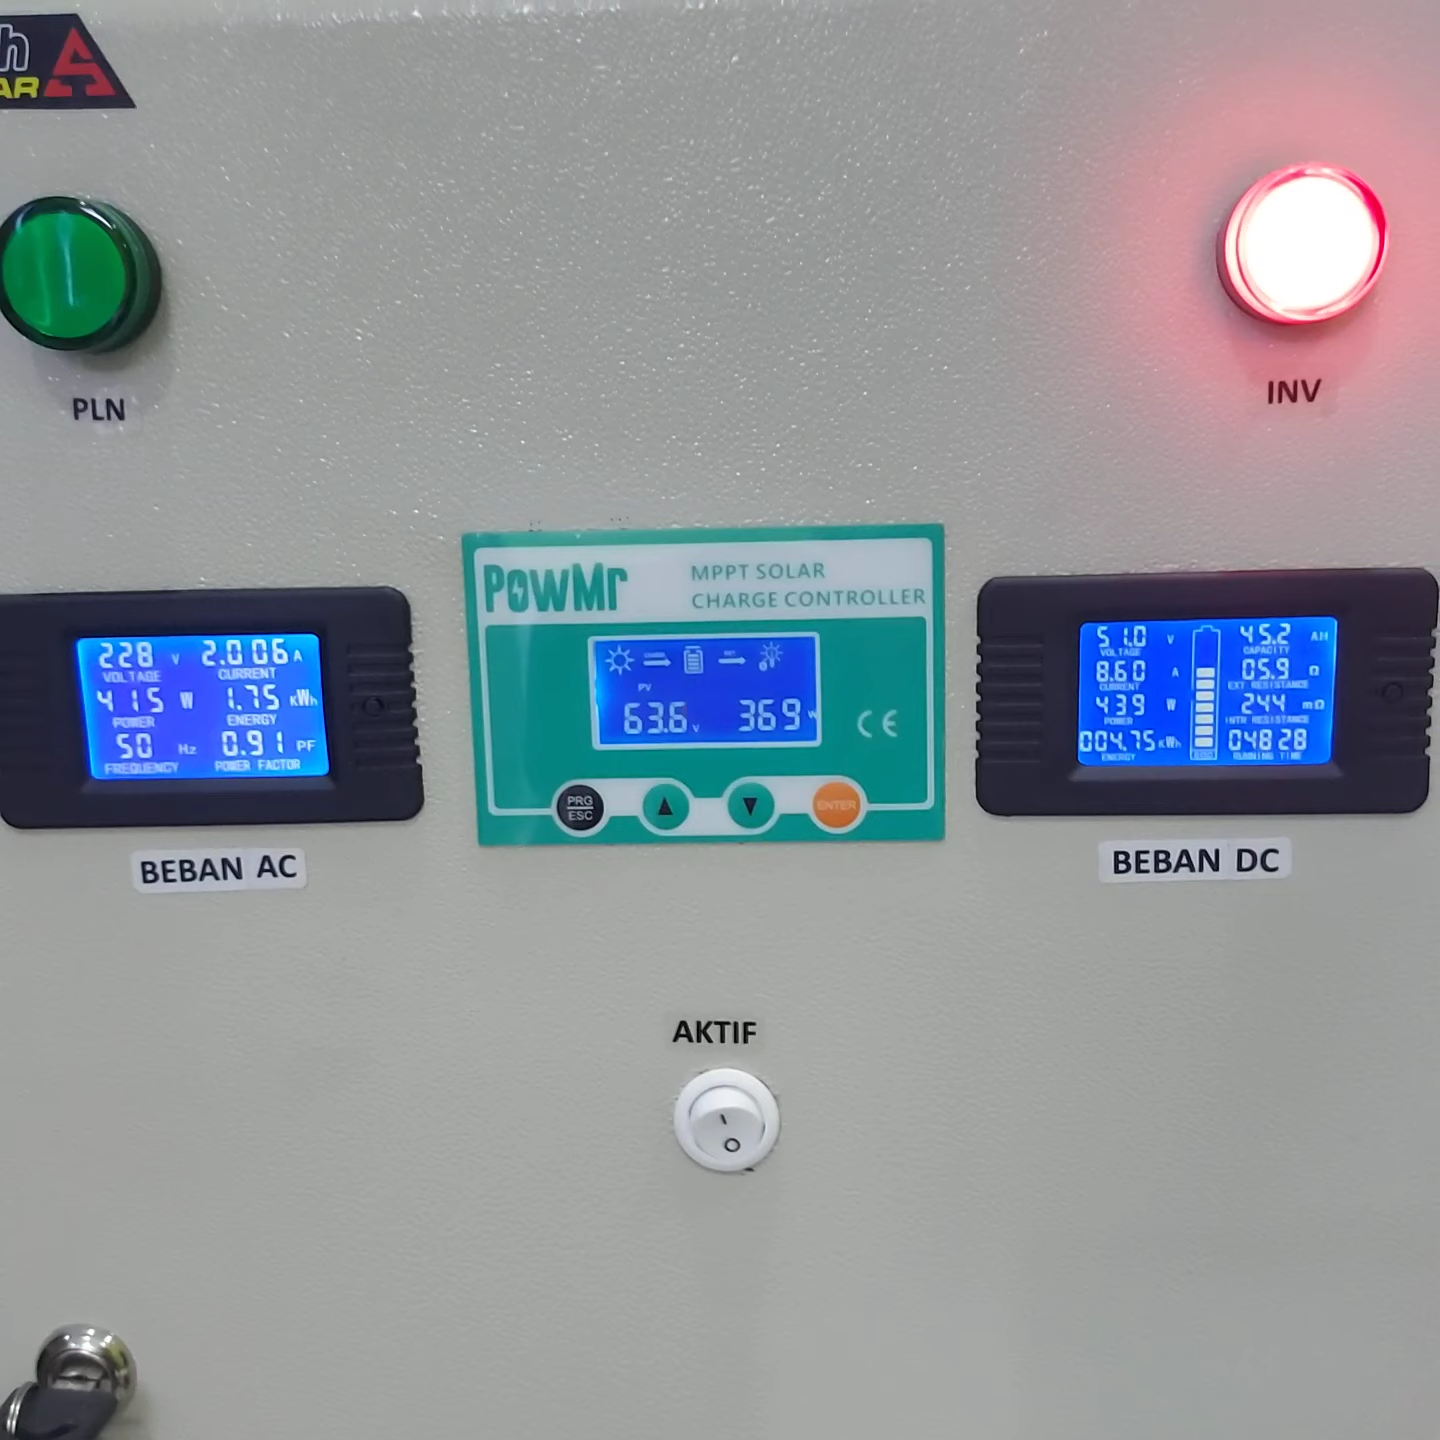 h
AR
PLN
INV
PowMr
MPPT SOLAR
CHARGE CONTROLLER
228 V
VOLTAGE
2.006 A
CURRENT
415 W
POWER
1.75 KWh
ENERGY
50 Hz
FREQUENCY
0.91 PF
POWER FACTOR
PV
63.6 V
369 W
CE
PRG
ESC
ENTER
51.0 V
VOLTAGE
45.2 AH
CAPACITY
8.60 A
CURRENT
05.9 Ω
EXT RESISTANCE
439 W
POWER
244 mΩ
INTR RESISTANCE
004.75 KWh
ENERGY
04828
RUNNING TIME
BEBAN AC
BEBAN DC
AKTIF